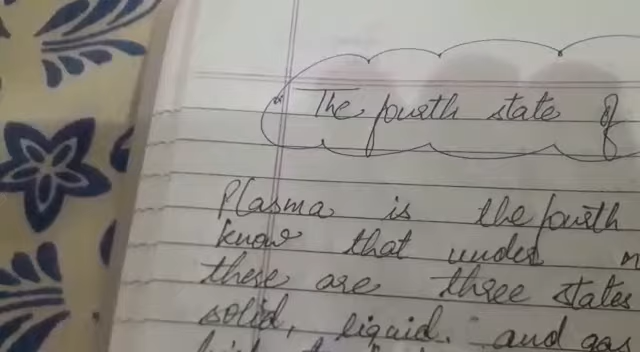 The fourth state of
Plasma is the fourth
know that under n
there are three states
solid, liquid. and gas